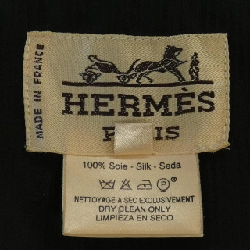 MADE IN FRANCE
HERMÈS
PARIS
100% Soie - Silk - Seda
NETTOYAGE A SEC EXCLUSIVEMENT
DRY CLEAN ONLY
LIMPIEZA EN SECO